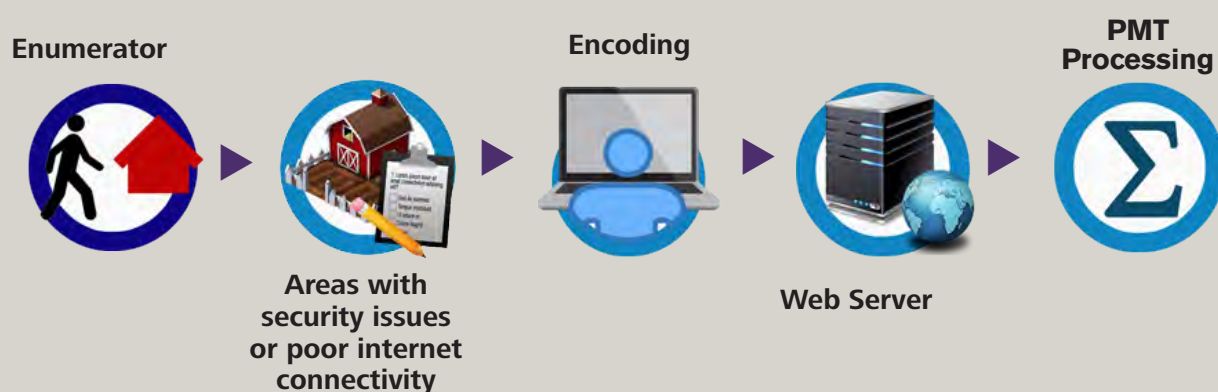 Enumerator
Areas with
security issues
or poor internet
connectivity
Encoding
Web Server
PMT
Processing